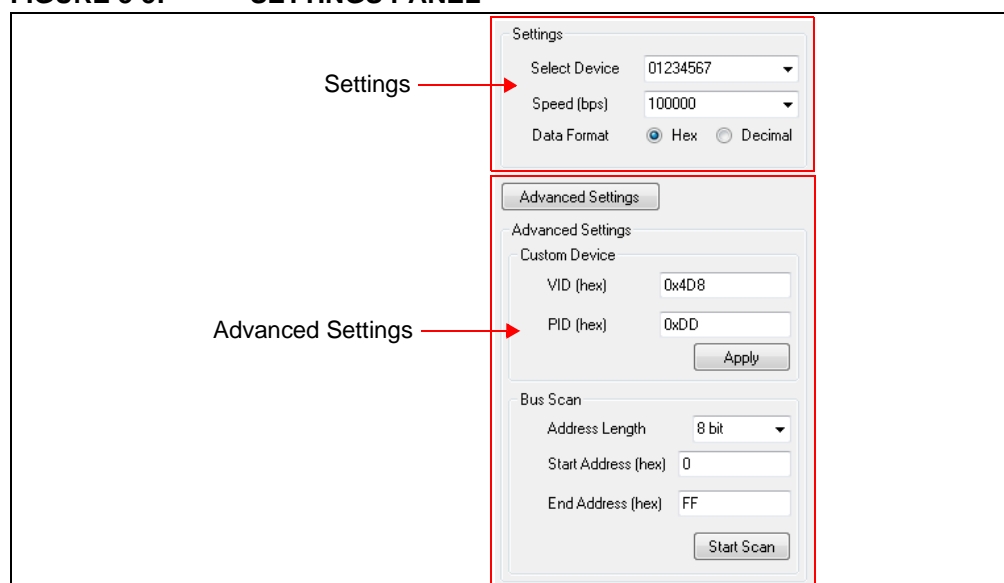 SETTINGS PANEL
Settings
Settings
Select Device 01234567
Speed (bps) 100000
Data Format Hex Decimal
Advanced Settings
Advanced Settings
Advanced Settings
Custom Device
VID (hex) 0x4D8
PID (hex) 0xDD
Apply
Bus Scan
Address Length 8 bit
Start Address (hex) 0
End Address (hex) FF
Start Scan